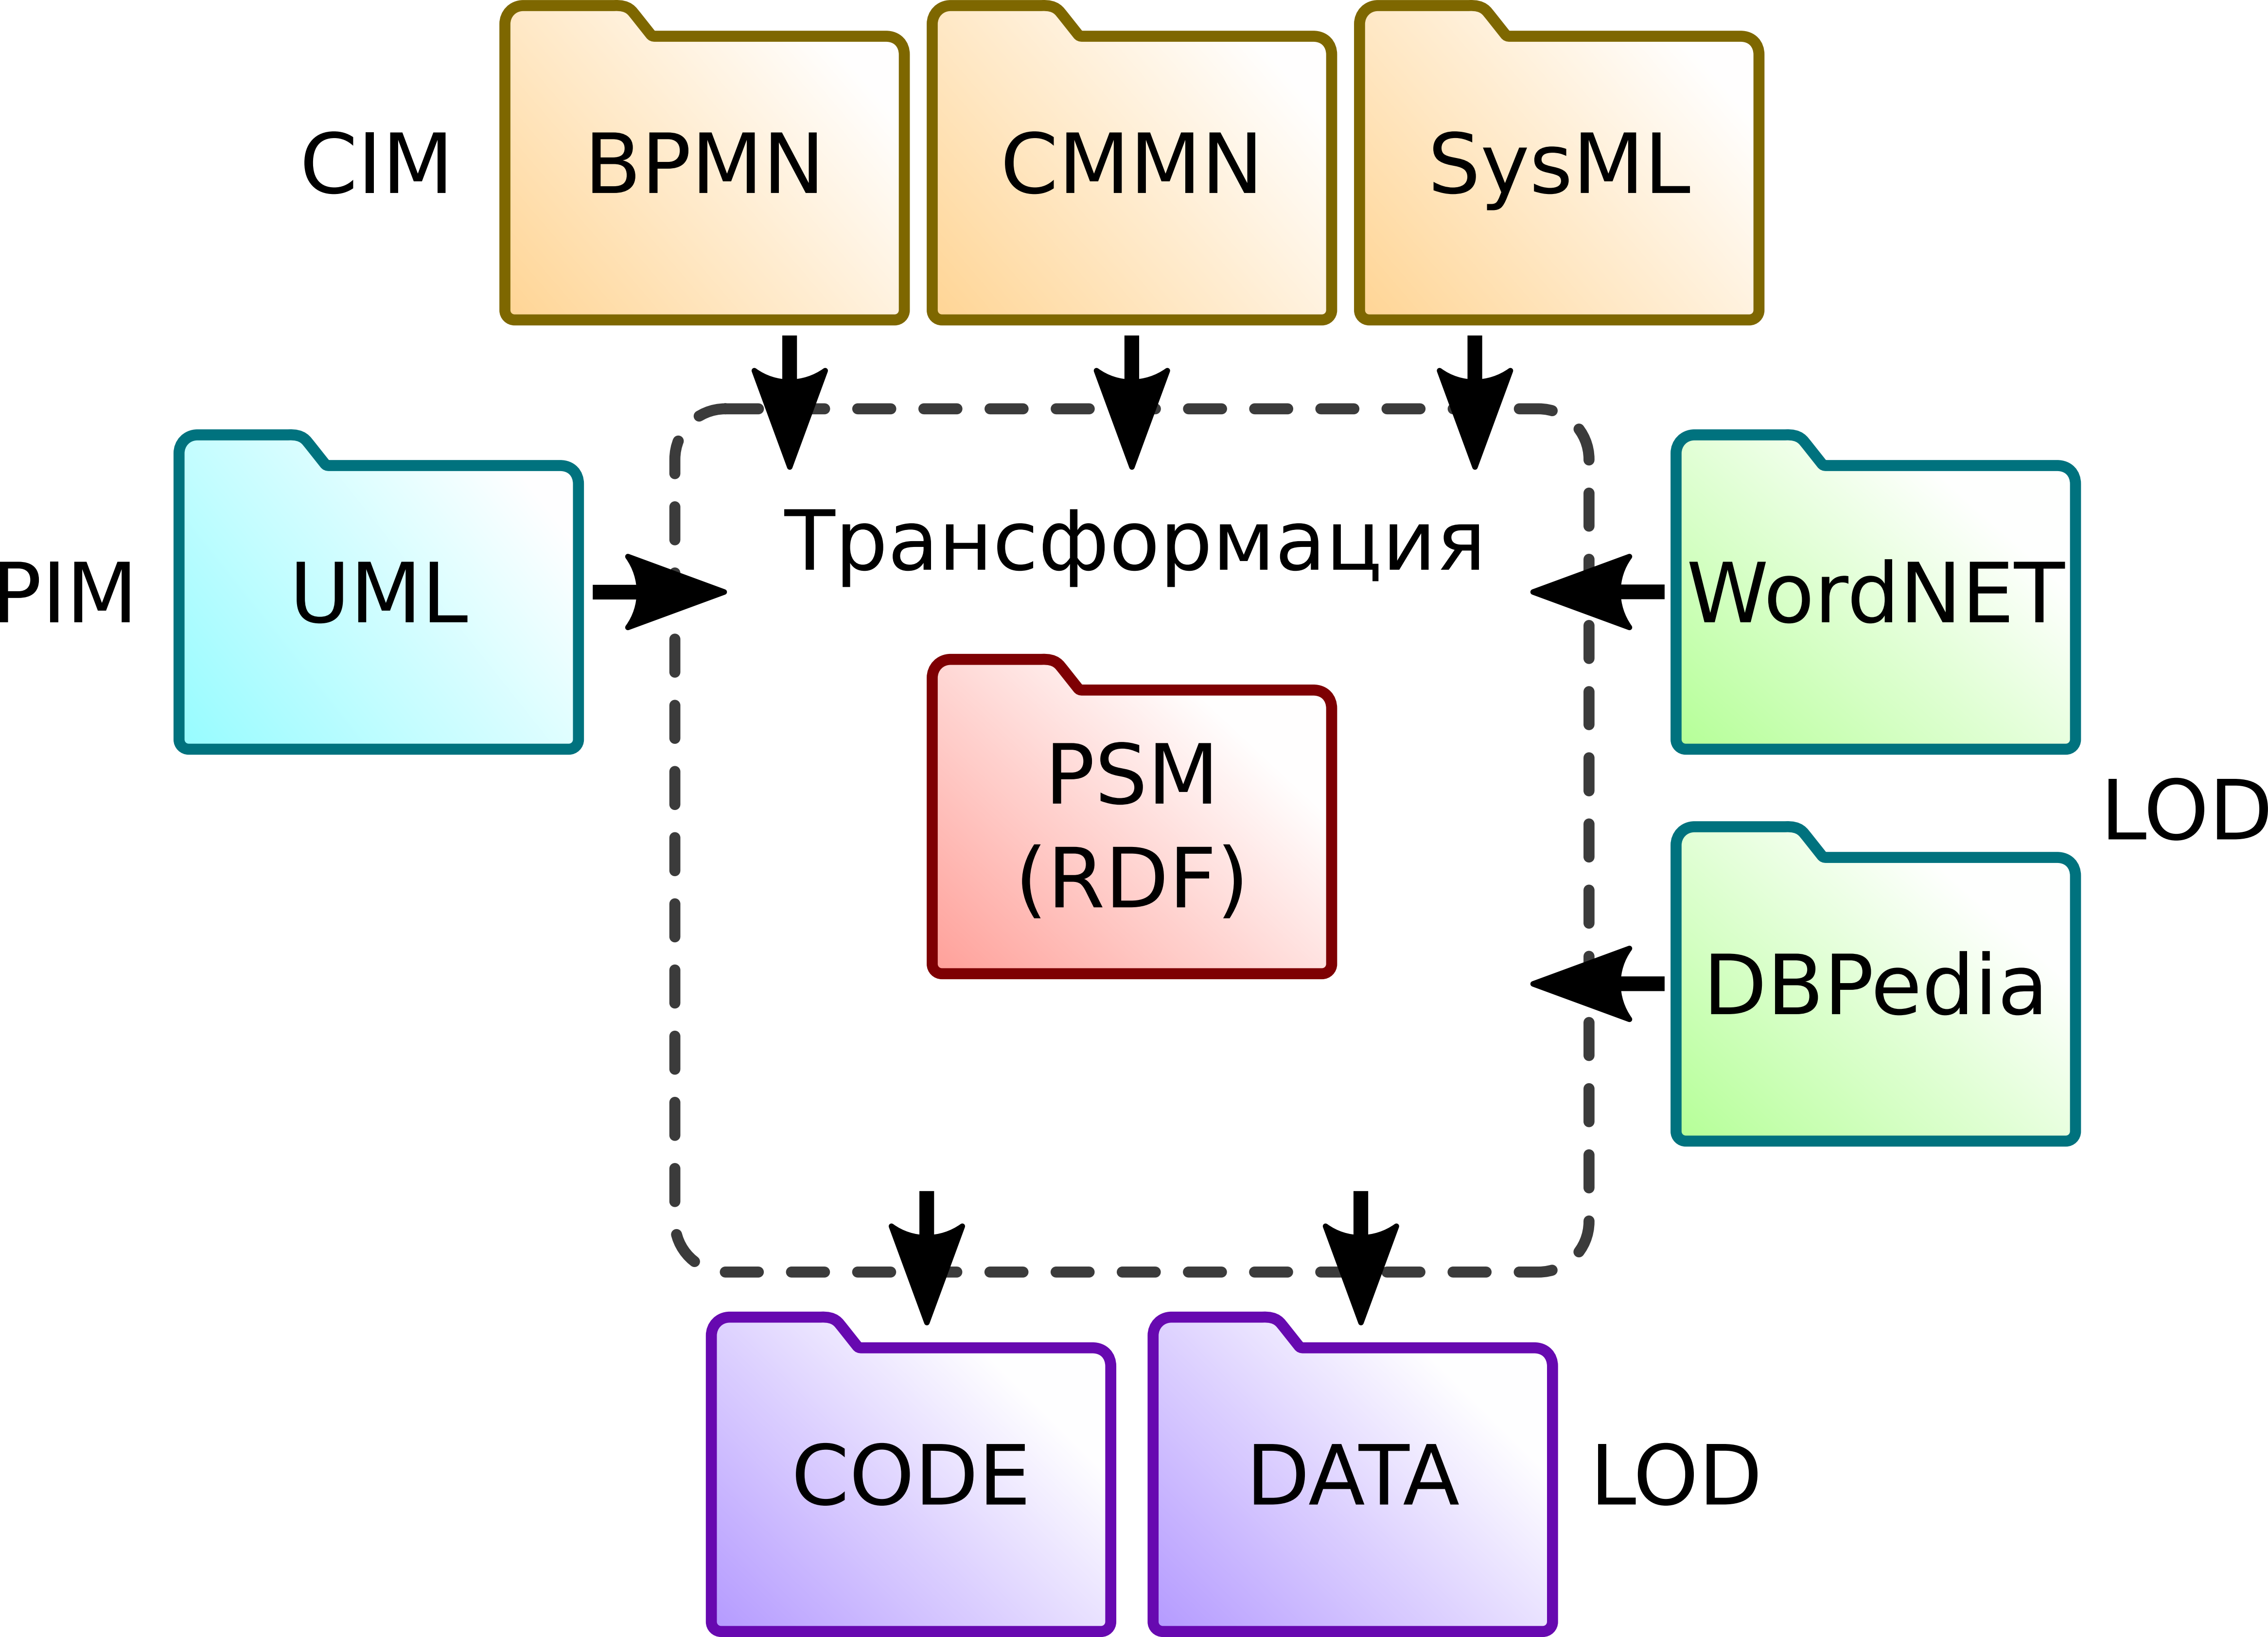 CIM
BPMN
CMMN
SysML
Трансформация
PIM
UML
WordNET
PSM
(RDF)
LOD
DBPedia
CODE
DATA
LOD